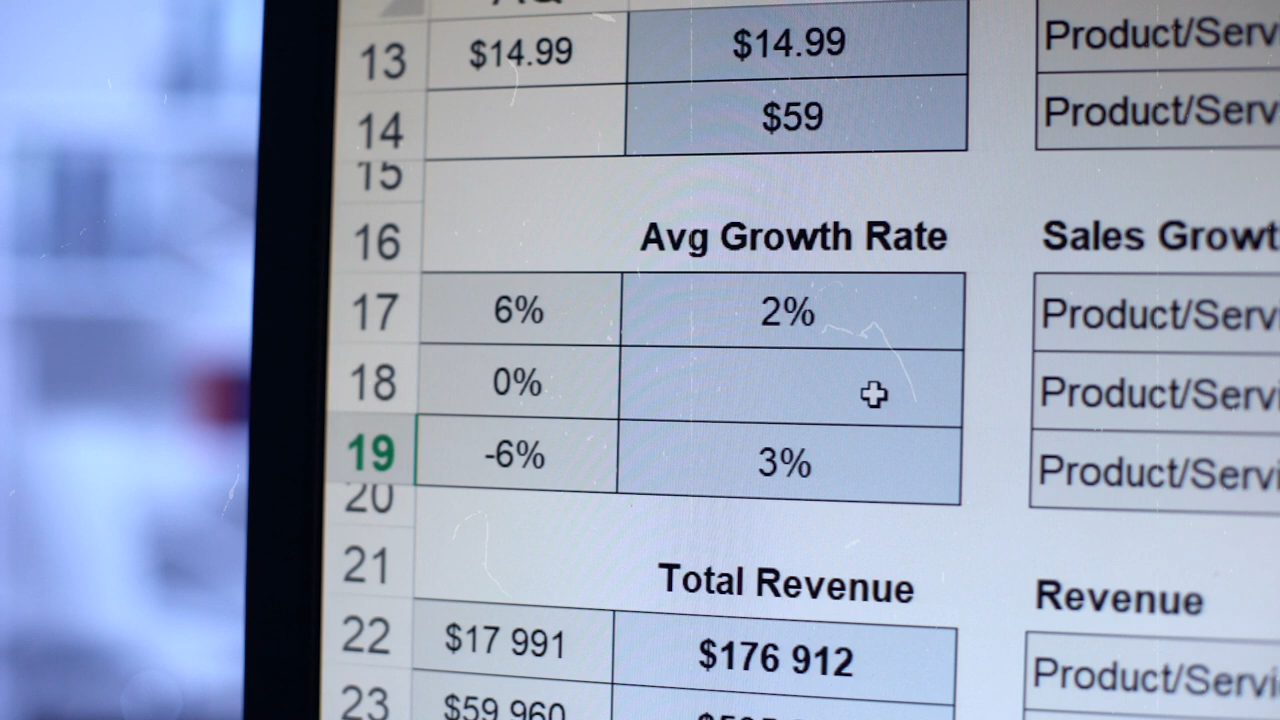 13 $14.99 $14.99 Product/Serv
14 $59 Product/Serv
15
16 Avg Growth Rate Sales Growt
17 6% 2% Product/Servi
18 0% Product/Servi
19 -6% 3% Product/Servi
20
21 Total Revenue Revenue
22 $17 991 $176 912 Product/Servi
23 $59 960